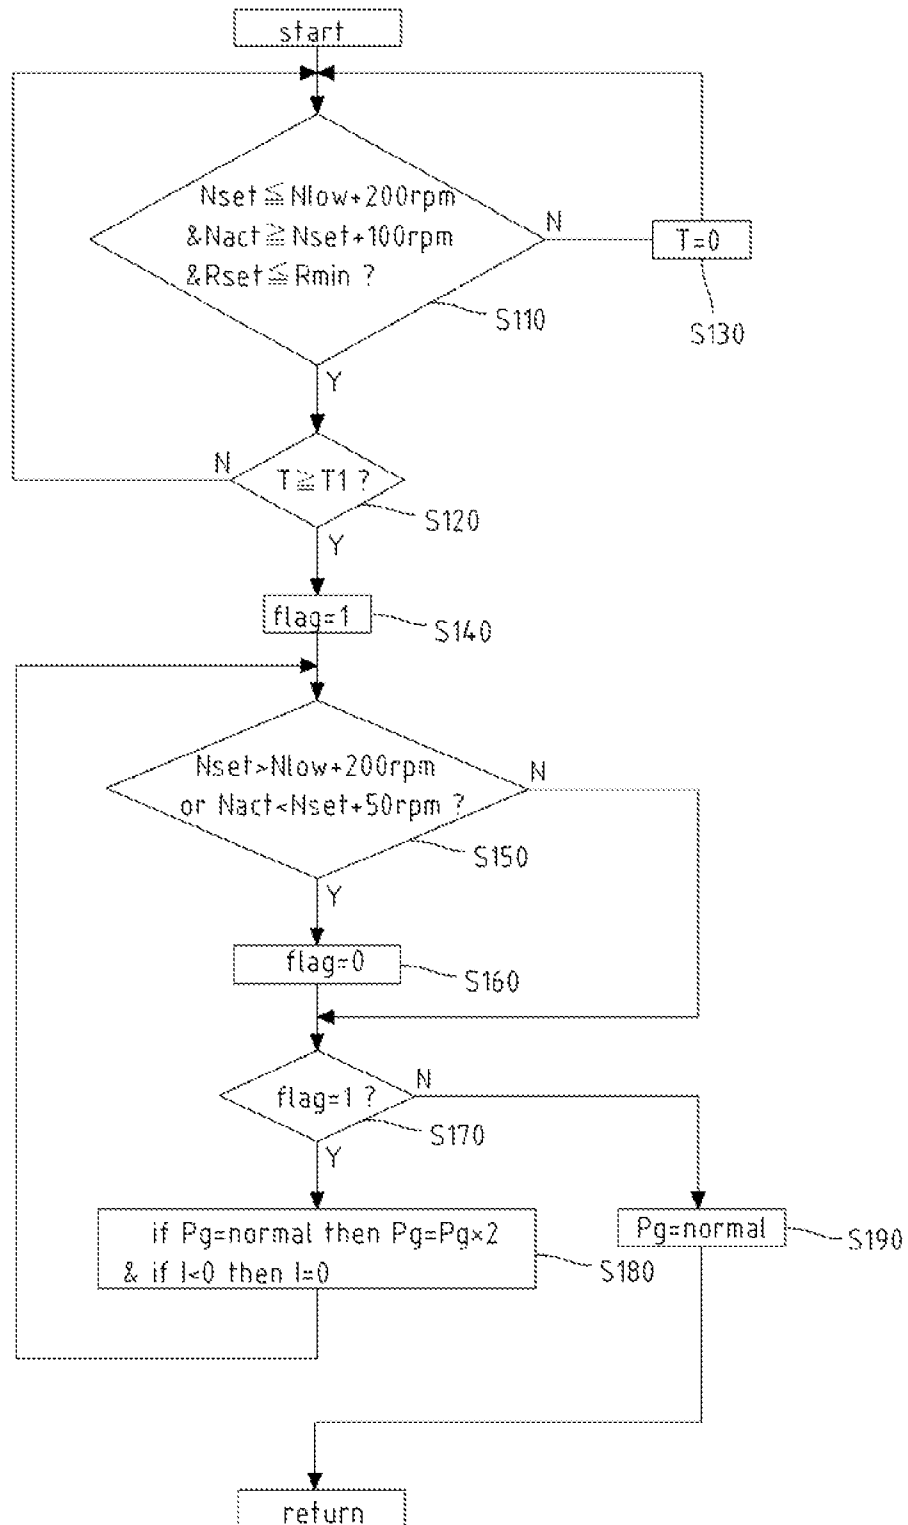 start
Nset≦Nlow+200rpm
&Nact≧Nset+100rpm
&Rset≦Rmin ?
N
T=0
S110
S130
Y
N
T≧T1 ?
S120
Y
flag=1
S140
Nset>Nlow+200rpm
or Nact<Nset+50rpm ?
N
S150
Y
flag=0
S160
flag=1 ?
N
S170
Y
if Pg=normal then Pg=Pg×2
& if I<0 then I=0
S180
Pg=normal
S190
return